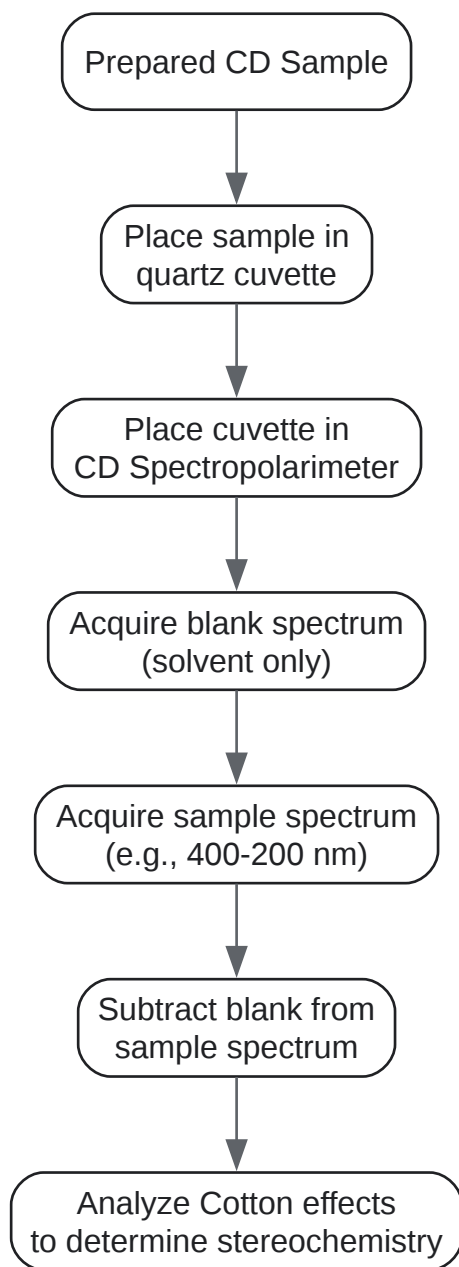 Prepared CD Sample
Place sample in
quartz cuvette
Place cuvette in
CD Spectropolarimeter
Acquire blank spectrum
(solvent only)
Acquire sample spectrum
(e.g., 400-200 nm)
Subtract blank from
sample spectrum
Analyze Cotton effects
to determine stereochemistry